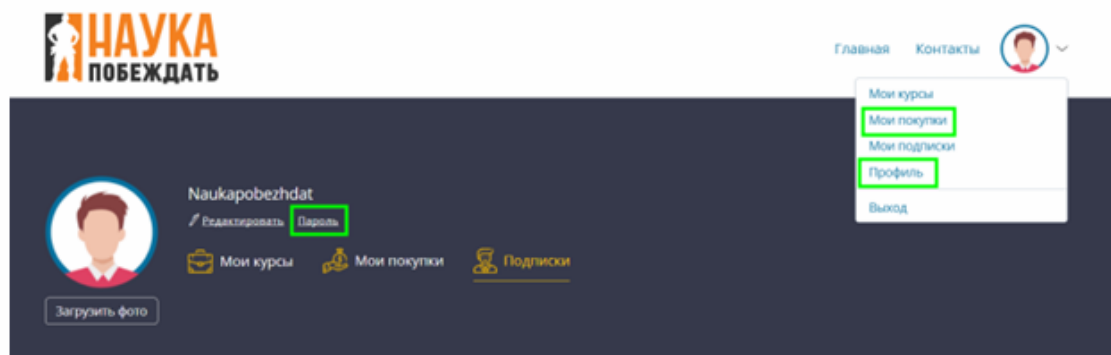 НАУКА
ПОБЕЖДАТЬ
Главная Контакты
Мои курсы
Мои покупки
Мои подписки
Профиль
Выход
Naukapobezhdat
Редактировать Пароль
Мои курсы Мои покупки Подписки
Загрузить фото